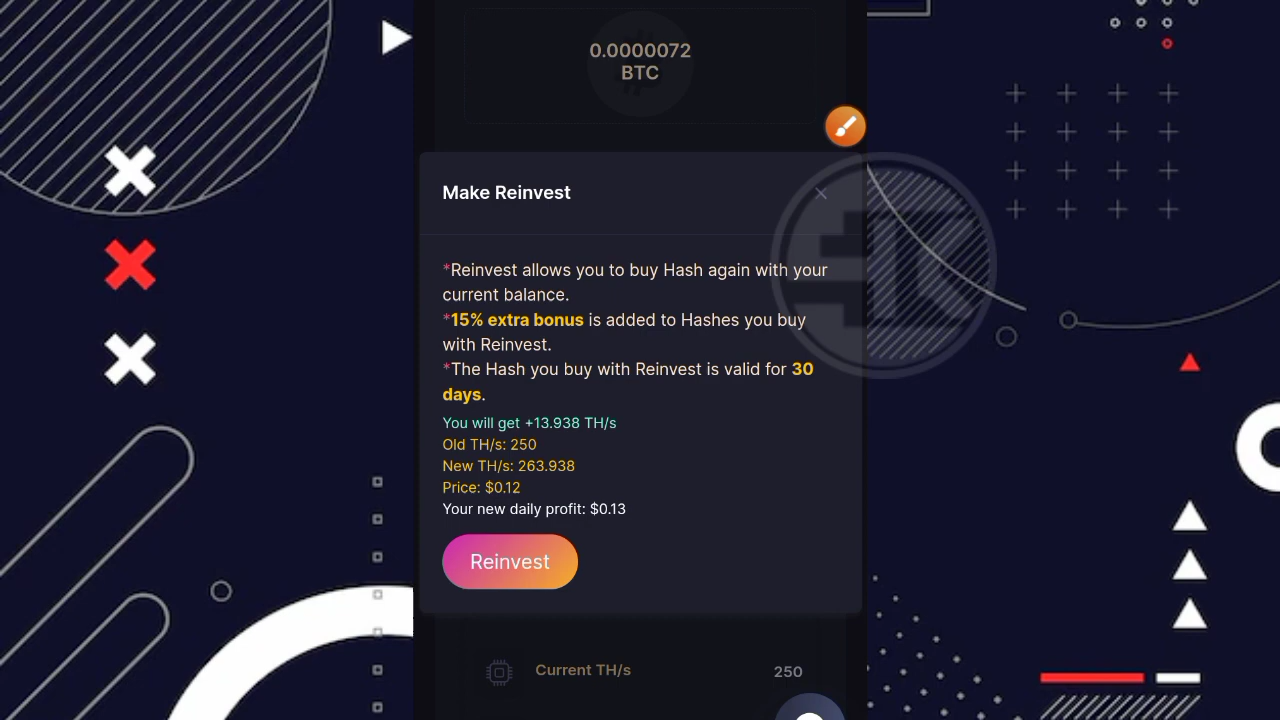 0.0000072
BTC
Make Reinvest
*Reinvest allows you to buy Hash again with your
current balance.
*15% extra bonus is added to Hashes you buy
with Reinvest.
*The Hash you buy with Reinvest is valid for 30
days.
You will get +13.938 TH/s
Old TH/s: 250
New TH/s: 263.938
Price: $0.12
Your new daily profit: $0.13
Reinvest
Current TH/s 250